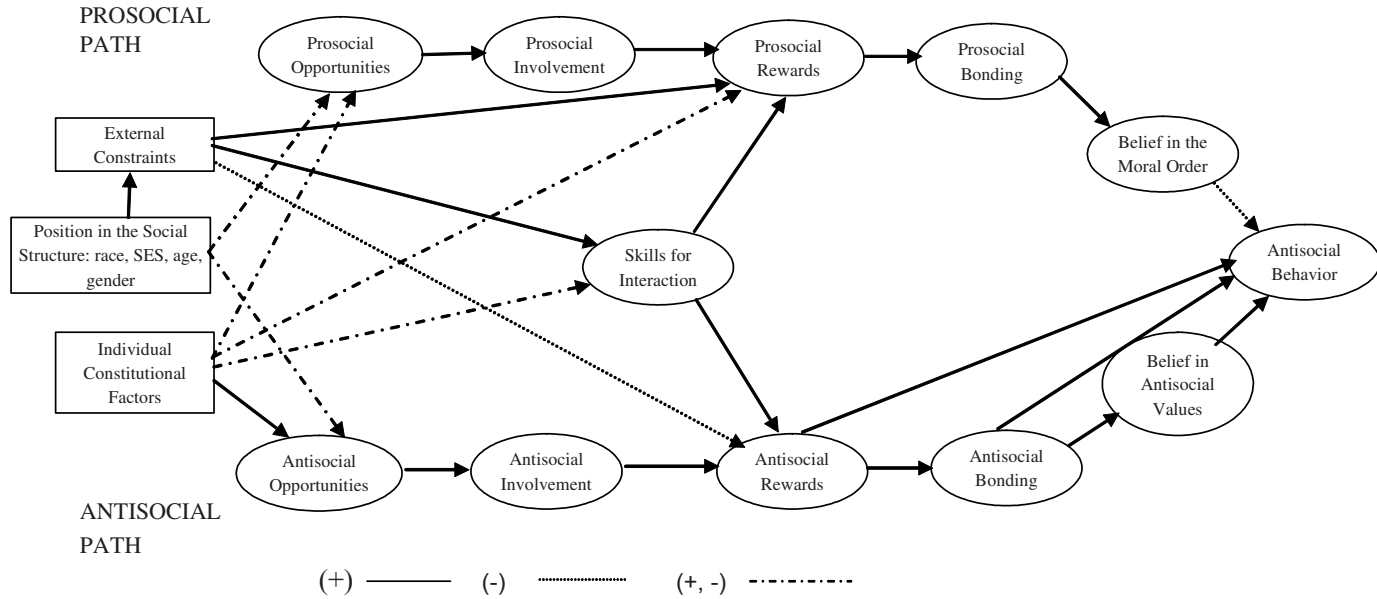 PROSOCIAL
PATH
Prosocial
Opportunities
Prosocial
Involvement
Prosocial
Rewards
Prosocial
Bonding
External
Constraints
Belief in the
Moral Order
Position in the Social
Structure: race, SES, age,
gender
Skills for
Interaction
Antisocial
Behavior
Individual
Constitutional
Factors
Belief in
Antisocial
Values
Antisocial
Opportunities
Antisocial
Involvement
Antisocial
Rewards
Antisocial
Bonding
ANTISOCIAL
PATH
(+) (-) (+, -)